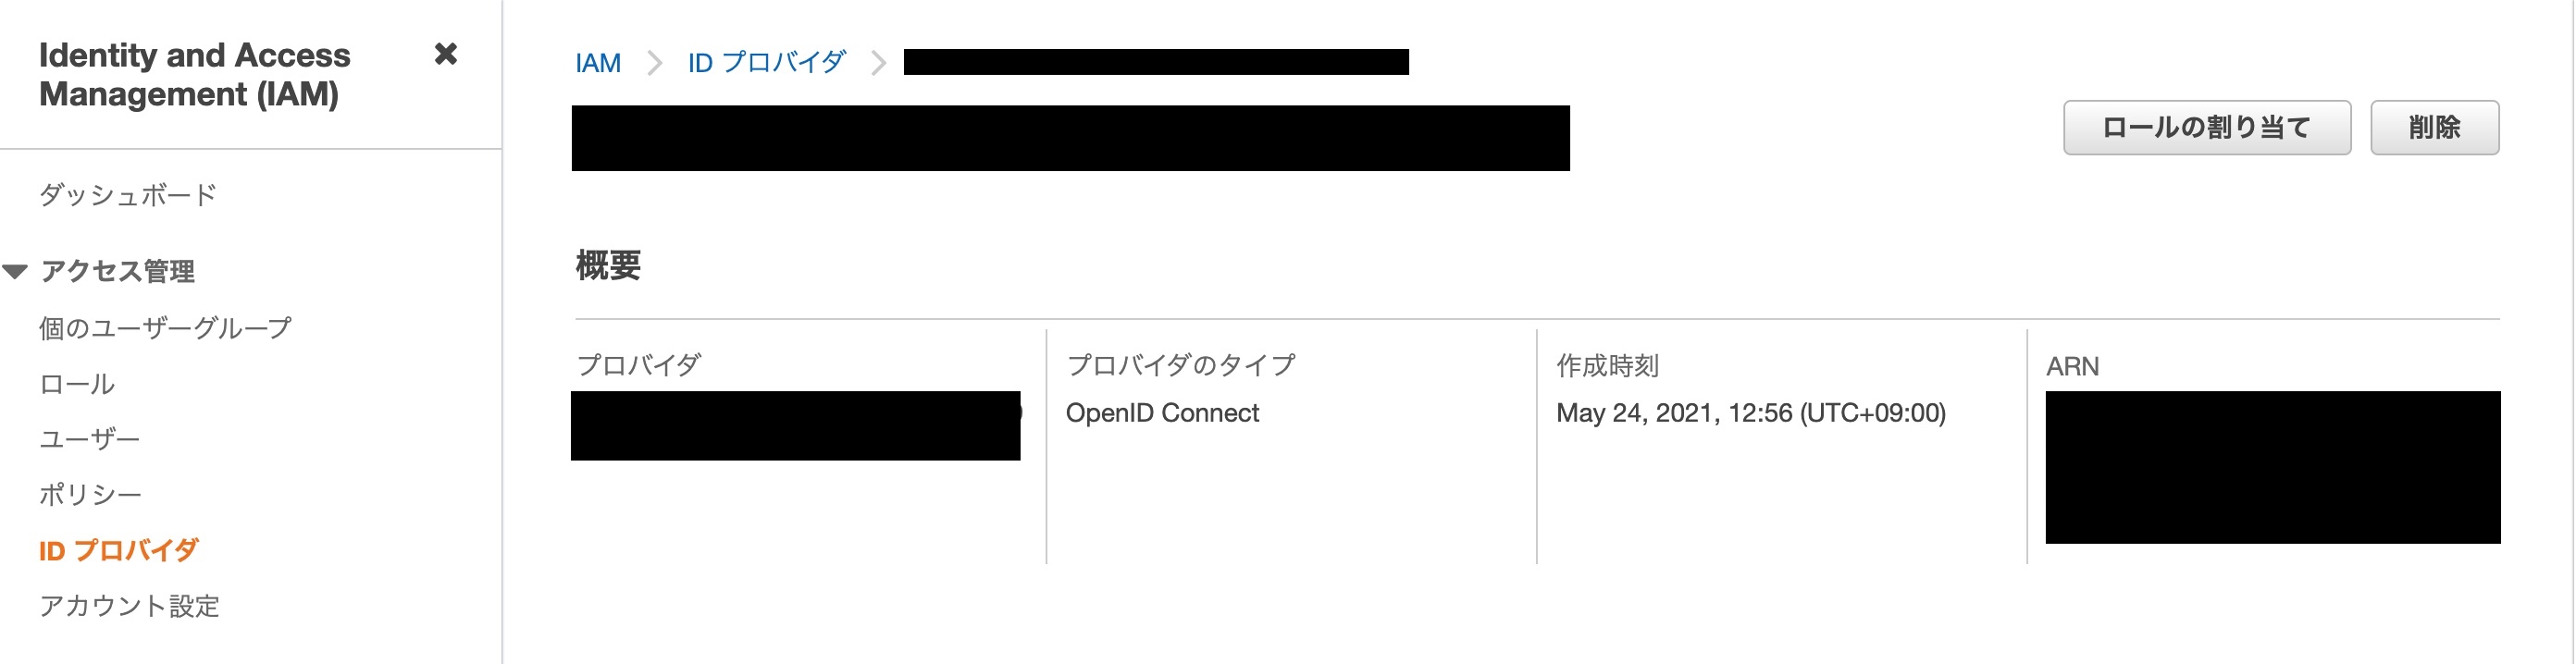 Identity and Access
Management (IAM)
ダッシュボード
アクセス管理
個のユーザーグループ
ロール
ユーザー
ポリシー
ID プロバイダ
アカウント設定
IAM
ID プロバイダ
ロールの割り当て
削除
概要
プロバイダ
プロバイダのタイプ
OpenID Connect
作成時刻
May 24, 2021, 12:56 (UTC+09:00)
ARN